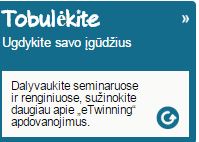 Tobulėkite »
Ugdykite savo įgūdžius
Dalyvaukite seminaruose
ir renginiuose, sužinokite
daugiau apie „eTwinning“
apdovanojimus.